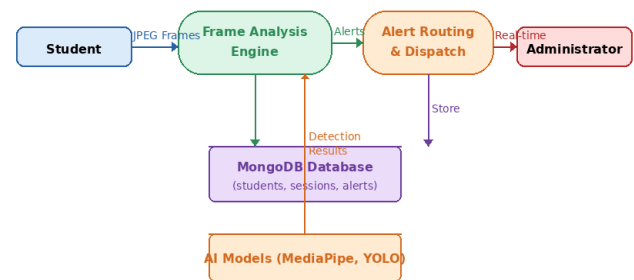 JPEG Frames
Frame Analysis
Engine
Student
Alerts
Alert Routing
& Dispatch
Real-time
Administrator
Store
Detection
Results
MongoDB Database
(students, sessions, alerts)
AI Models (MediaPipe, YOLO)